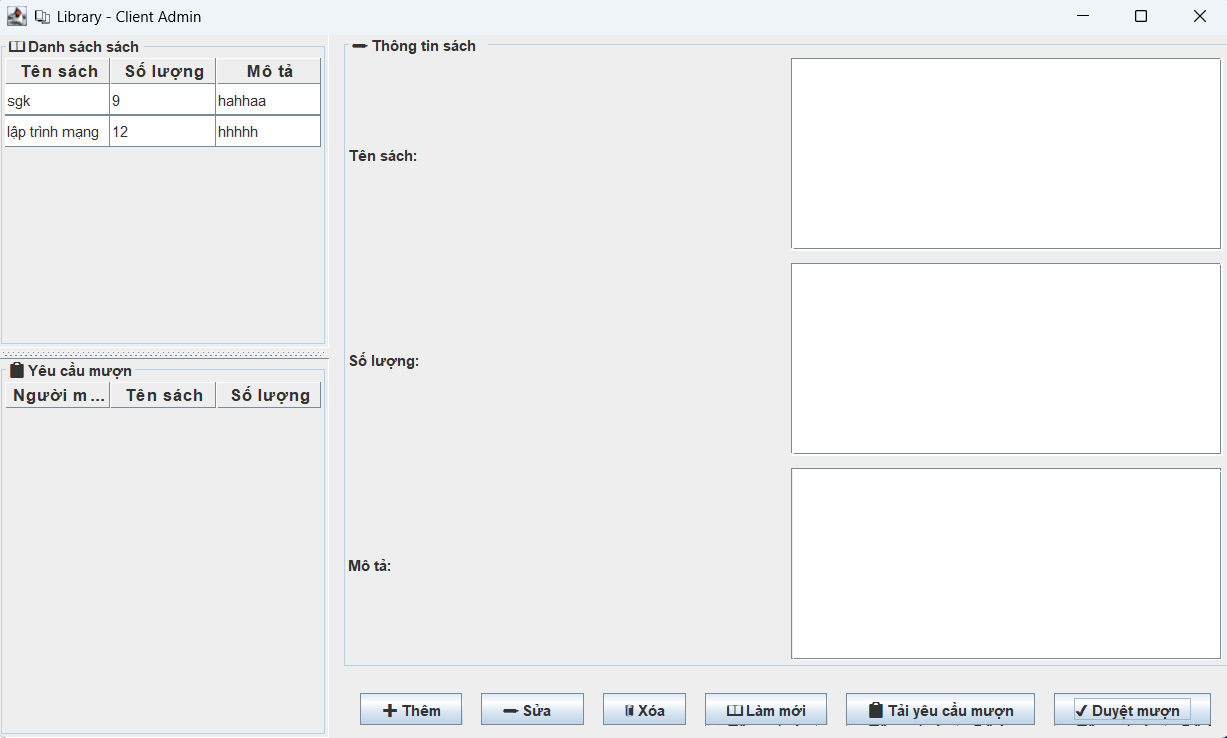 Library - Client Admin
Danh sách sách
Tên sách Số lượng Mô tả
sgk 9 hahhaa
lập trình mạng 12 hhhhh
Yêu cầu mượn
Người m... Tên sách Số lượng
Thông tin sách
Tên sách:
Số lượng:
Mô tả:
Thêm Sửa Xóa Làm mới Tải yêu cầu mượn Duyệt mượn